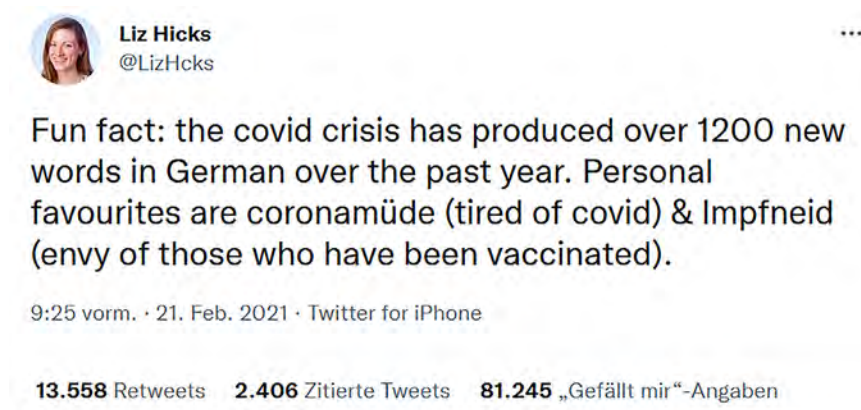 Liz Hicks
@LizHcks
...
Fun fact: the covid crisis has produced over 1200 new
words in German over the past year. Personal
favourites are coronamüde (tired of covid) & Impfneid
(envy of those who have been vaccinated).
9:25 vorm. · 21. Feb. 2021 · Twitter for iPhone
13.558 Retweets 2.406 Zitierte Tweets 81.245 „Gefällt mir“-Angaben